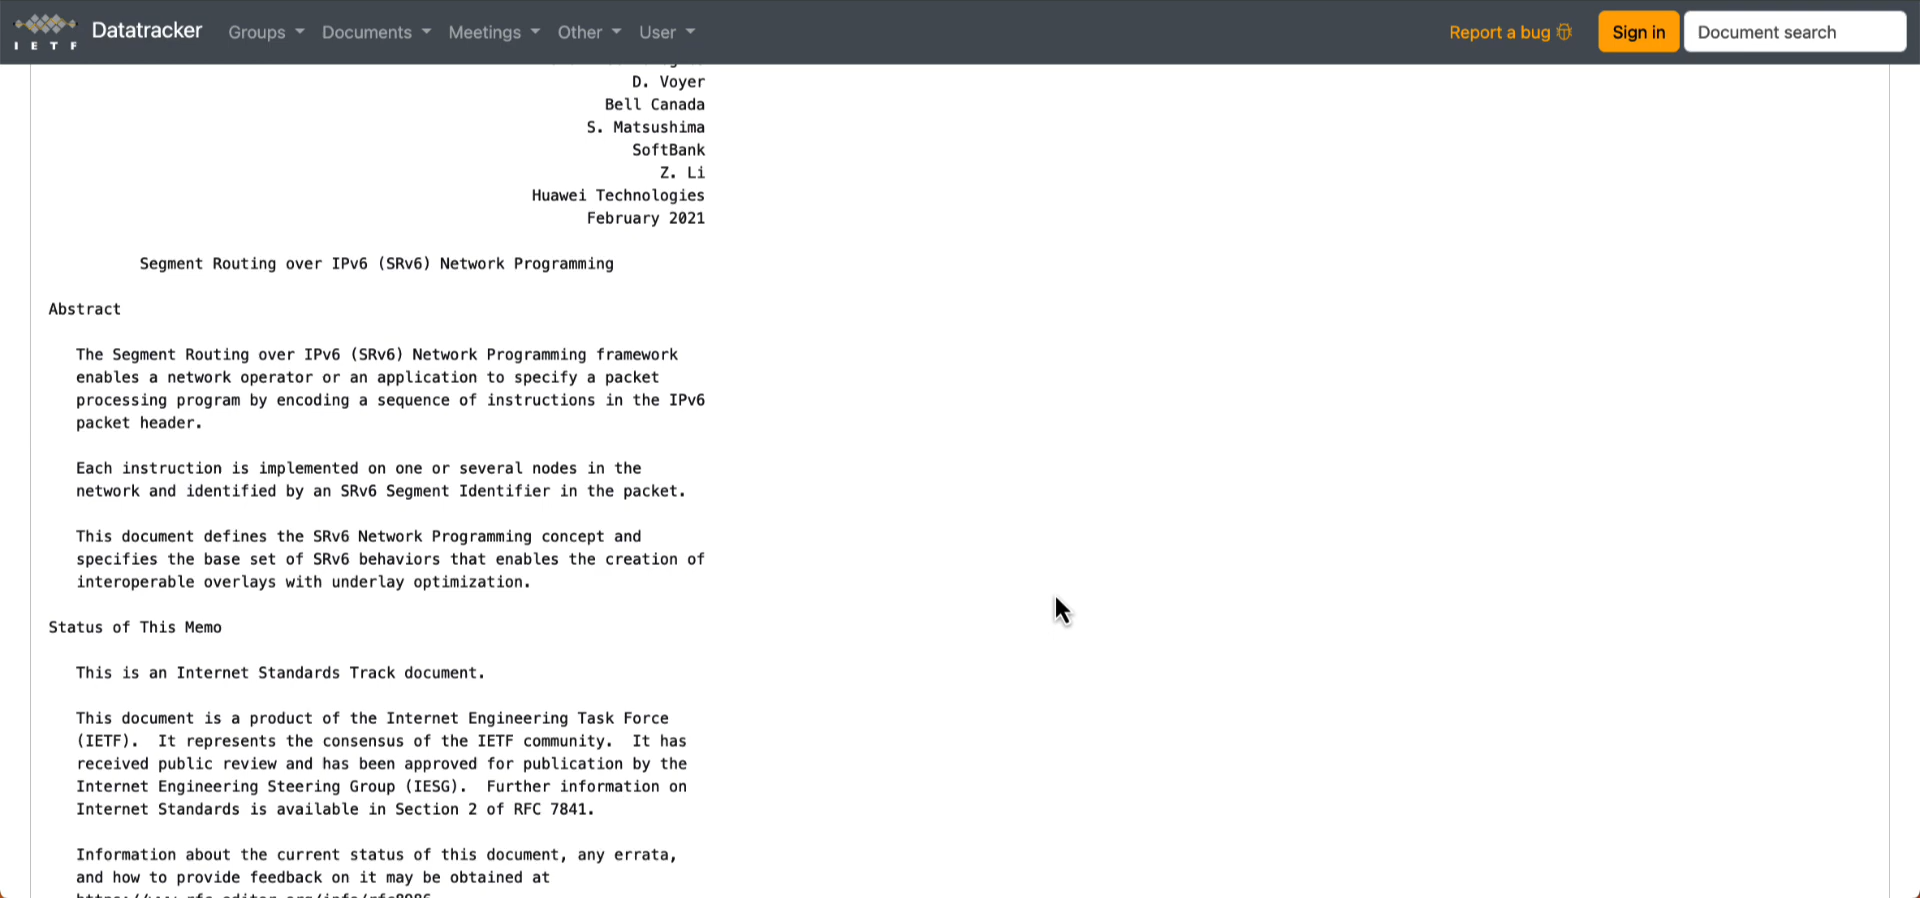 IETF
Datatracker
Groups
Documents
Meetings
Other
User
Report a bug
Sign in
Document search
D. Voyer
Bell Canada
S. Matsushima
SoftBank
Z. Li
Huawei Technologies
February 2021
Segment Routing over IPv6 (SRv6) Network Programming
Abstract
The Segment Routing over IPv6 (SRv6) Network Programming framework
enables a network operator or an application to specify a packet
processing program by encoding a sequence of instructions in the IPv6
packet header.
Each instruction is implemented on one or several nodes in the
network and identified by an SRv6 Segment Identifier in the packet.
This document defines the SRv6 Network Programming concept and
specifies the base set of SRv6 behaviors that enables the creation of
interoperable overlays with underlay optimization.
Status of This Memo
This is an Internet Standards Track document.
This document is a product of the Internet Engineering Task Force
(IETF).  It represents the consensus of the IETF community.  It has
received public review and has been approved for publication by the
Internet Engineering Steering Group (IESG).  Further information on
Internet Standards is available in Section 2 of RFC 7841.
Information about the current status of this document, any errata,
and how to provide feedback on it may be obtained at